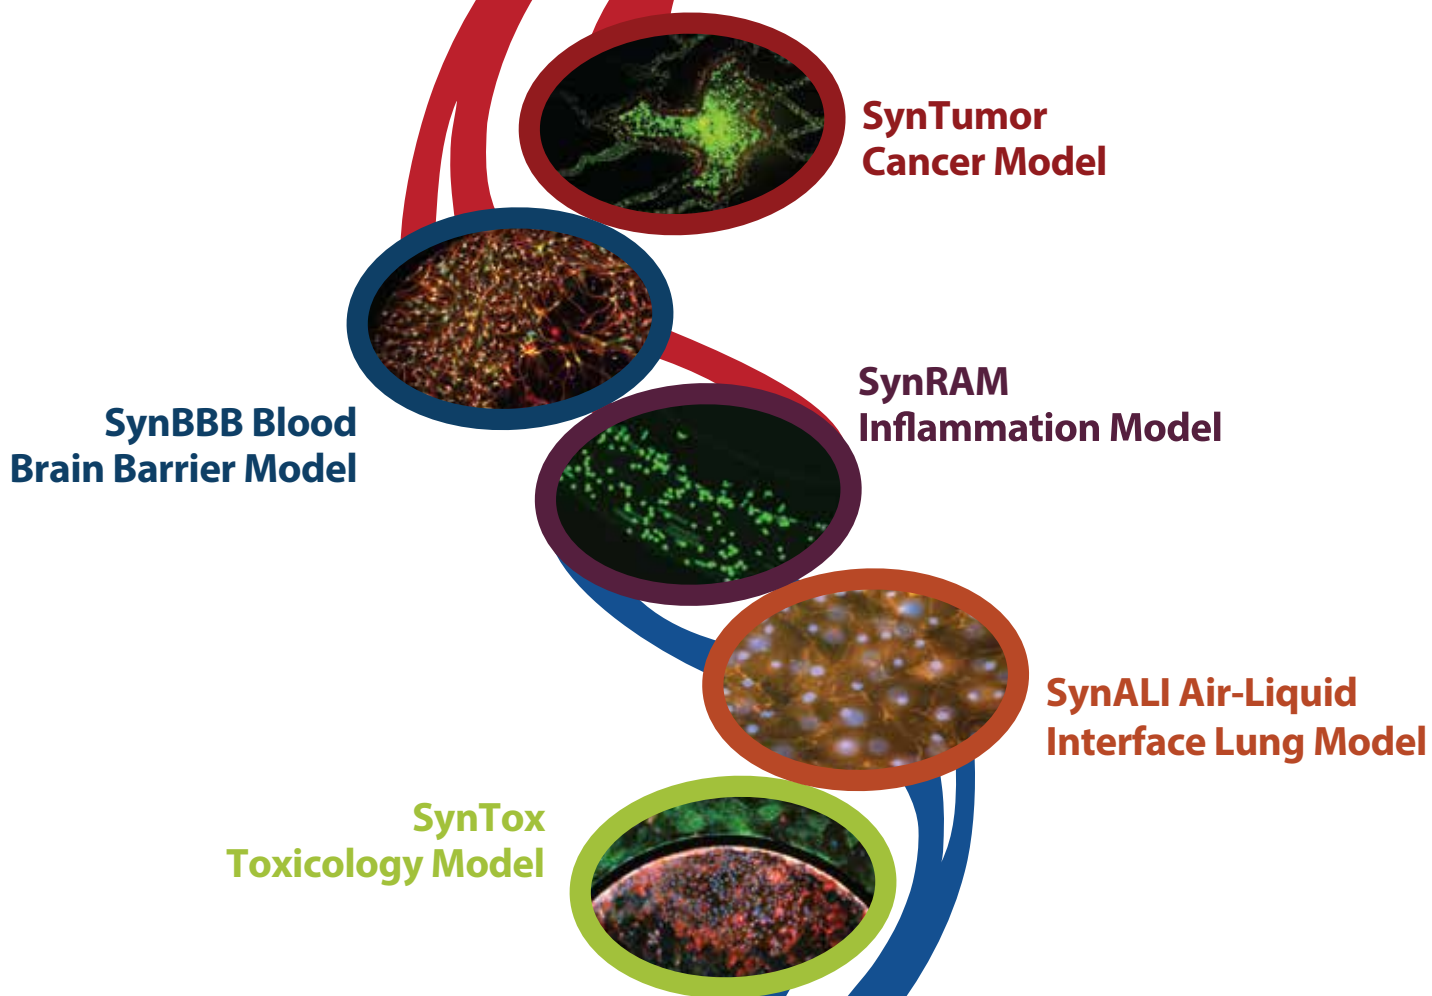 SynTumor
Cancer Model
SynBBB Blood
Brain Barrier Model
SynRAM
Inflammation Model
SynALI Air-Liquid
Interface Lung Model
SynTox
Toxicology Model